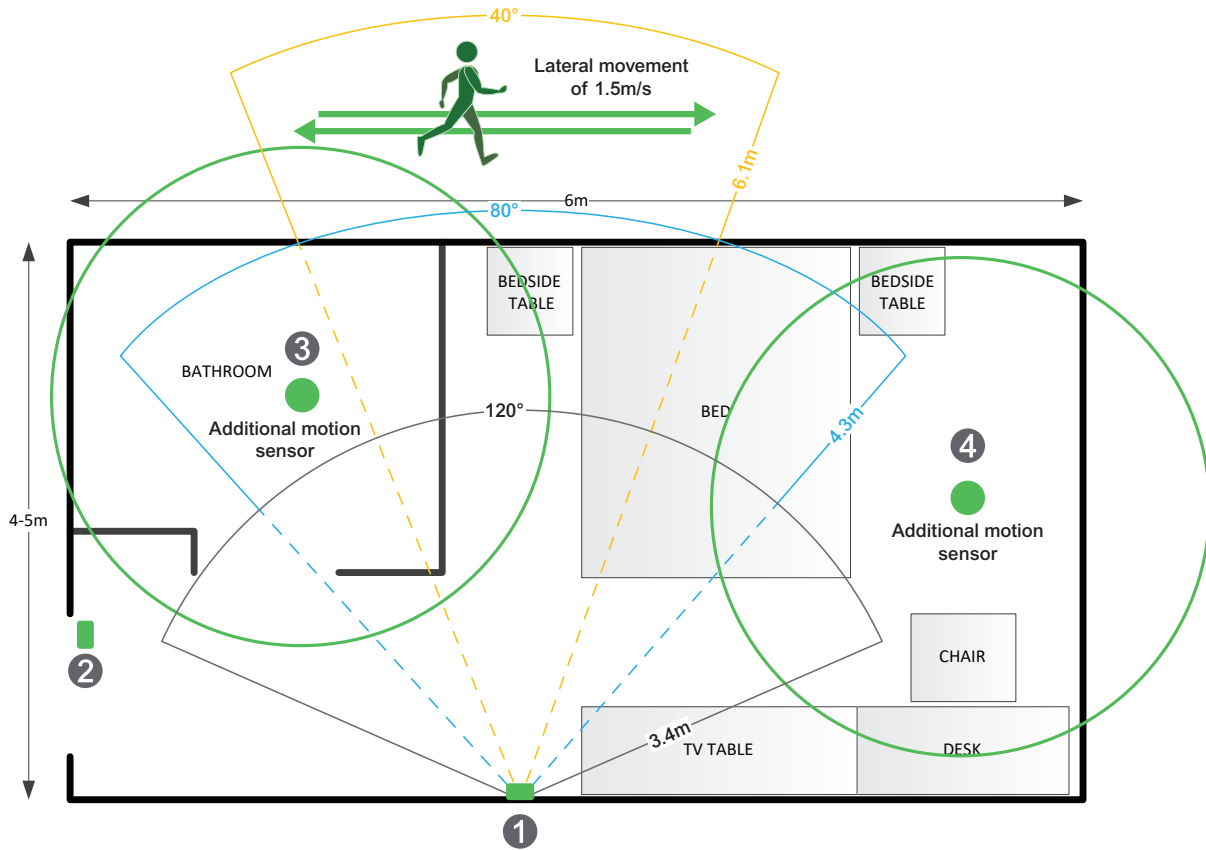 40°
Lateral movement
of 1.5m/s
6.1m
6m
80°
BEDSIDE
TABLE
BEDSIDE
TABLE
3
BATHROOM
Additional motion
sensor
120°
BED
4.3m
4
Additional motion
sensor
4-5m
2
CHAIR
3.4m
TV TABLE
DESK
1